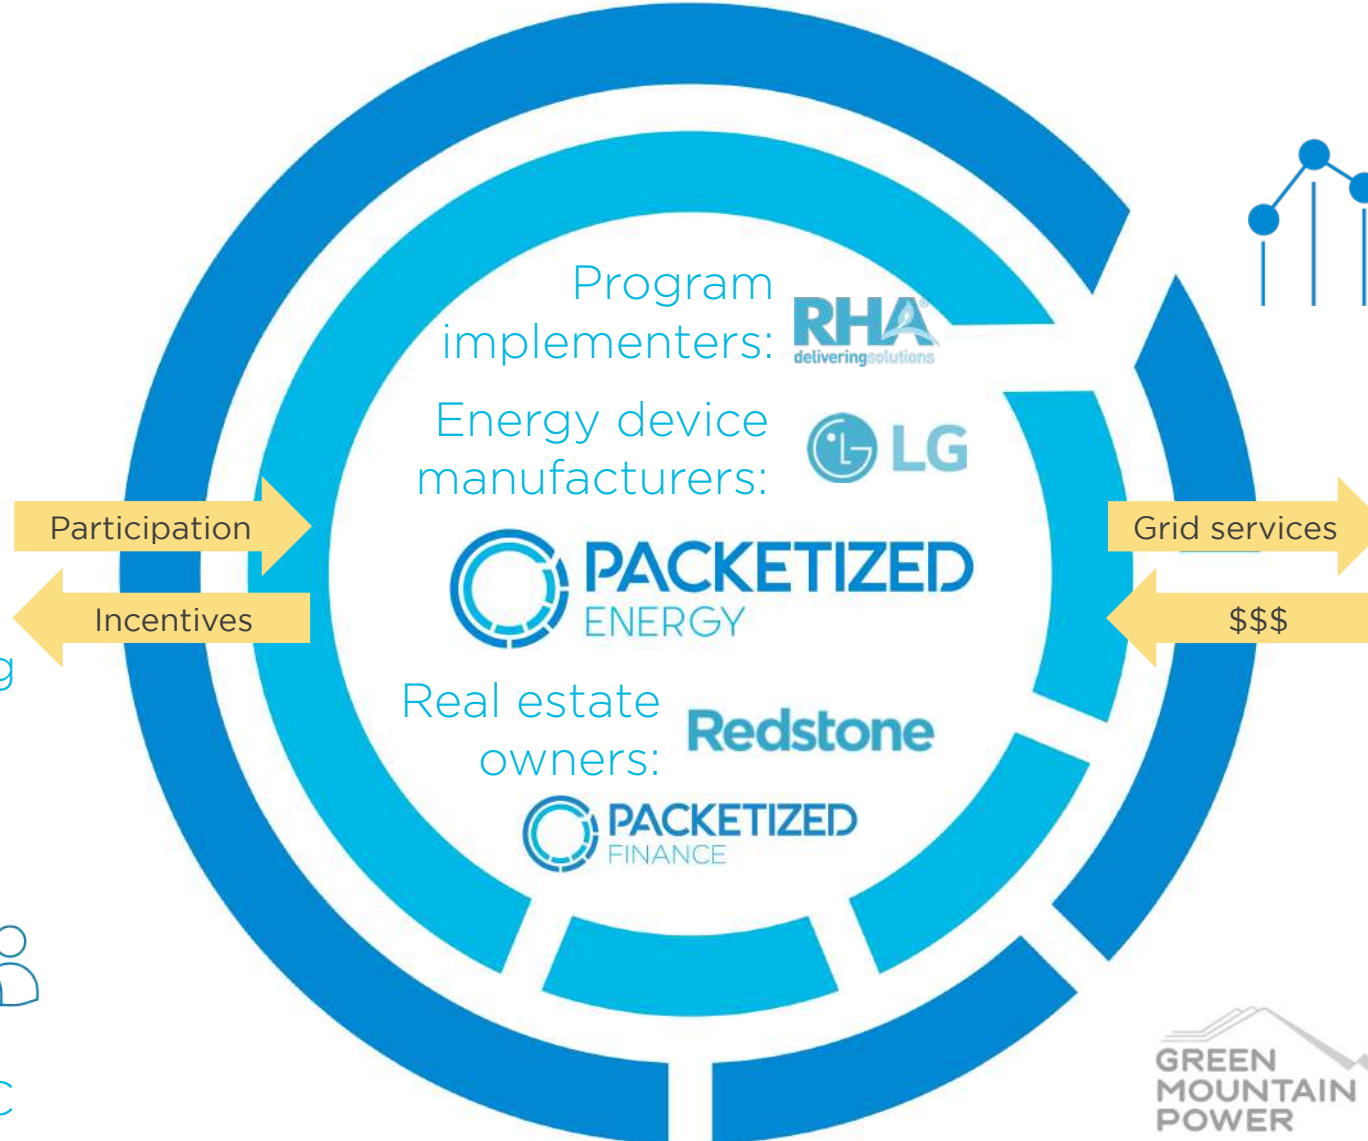 Program
implementers:
RHA®
deliveringsolutions
Energy device
manufacturers:
LG
Participation
Grid services
PACKETIZED
ENERGY
Incentives
$$$
g
Real estate
owners:
Redstone
PACKETIZED
FINANCE
C
GREEN
MOUNTAIN
POWER